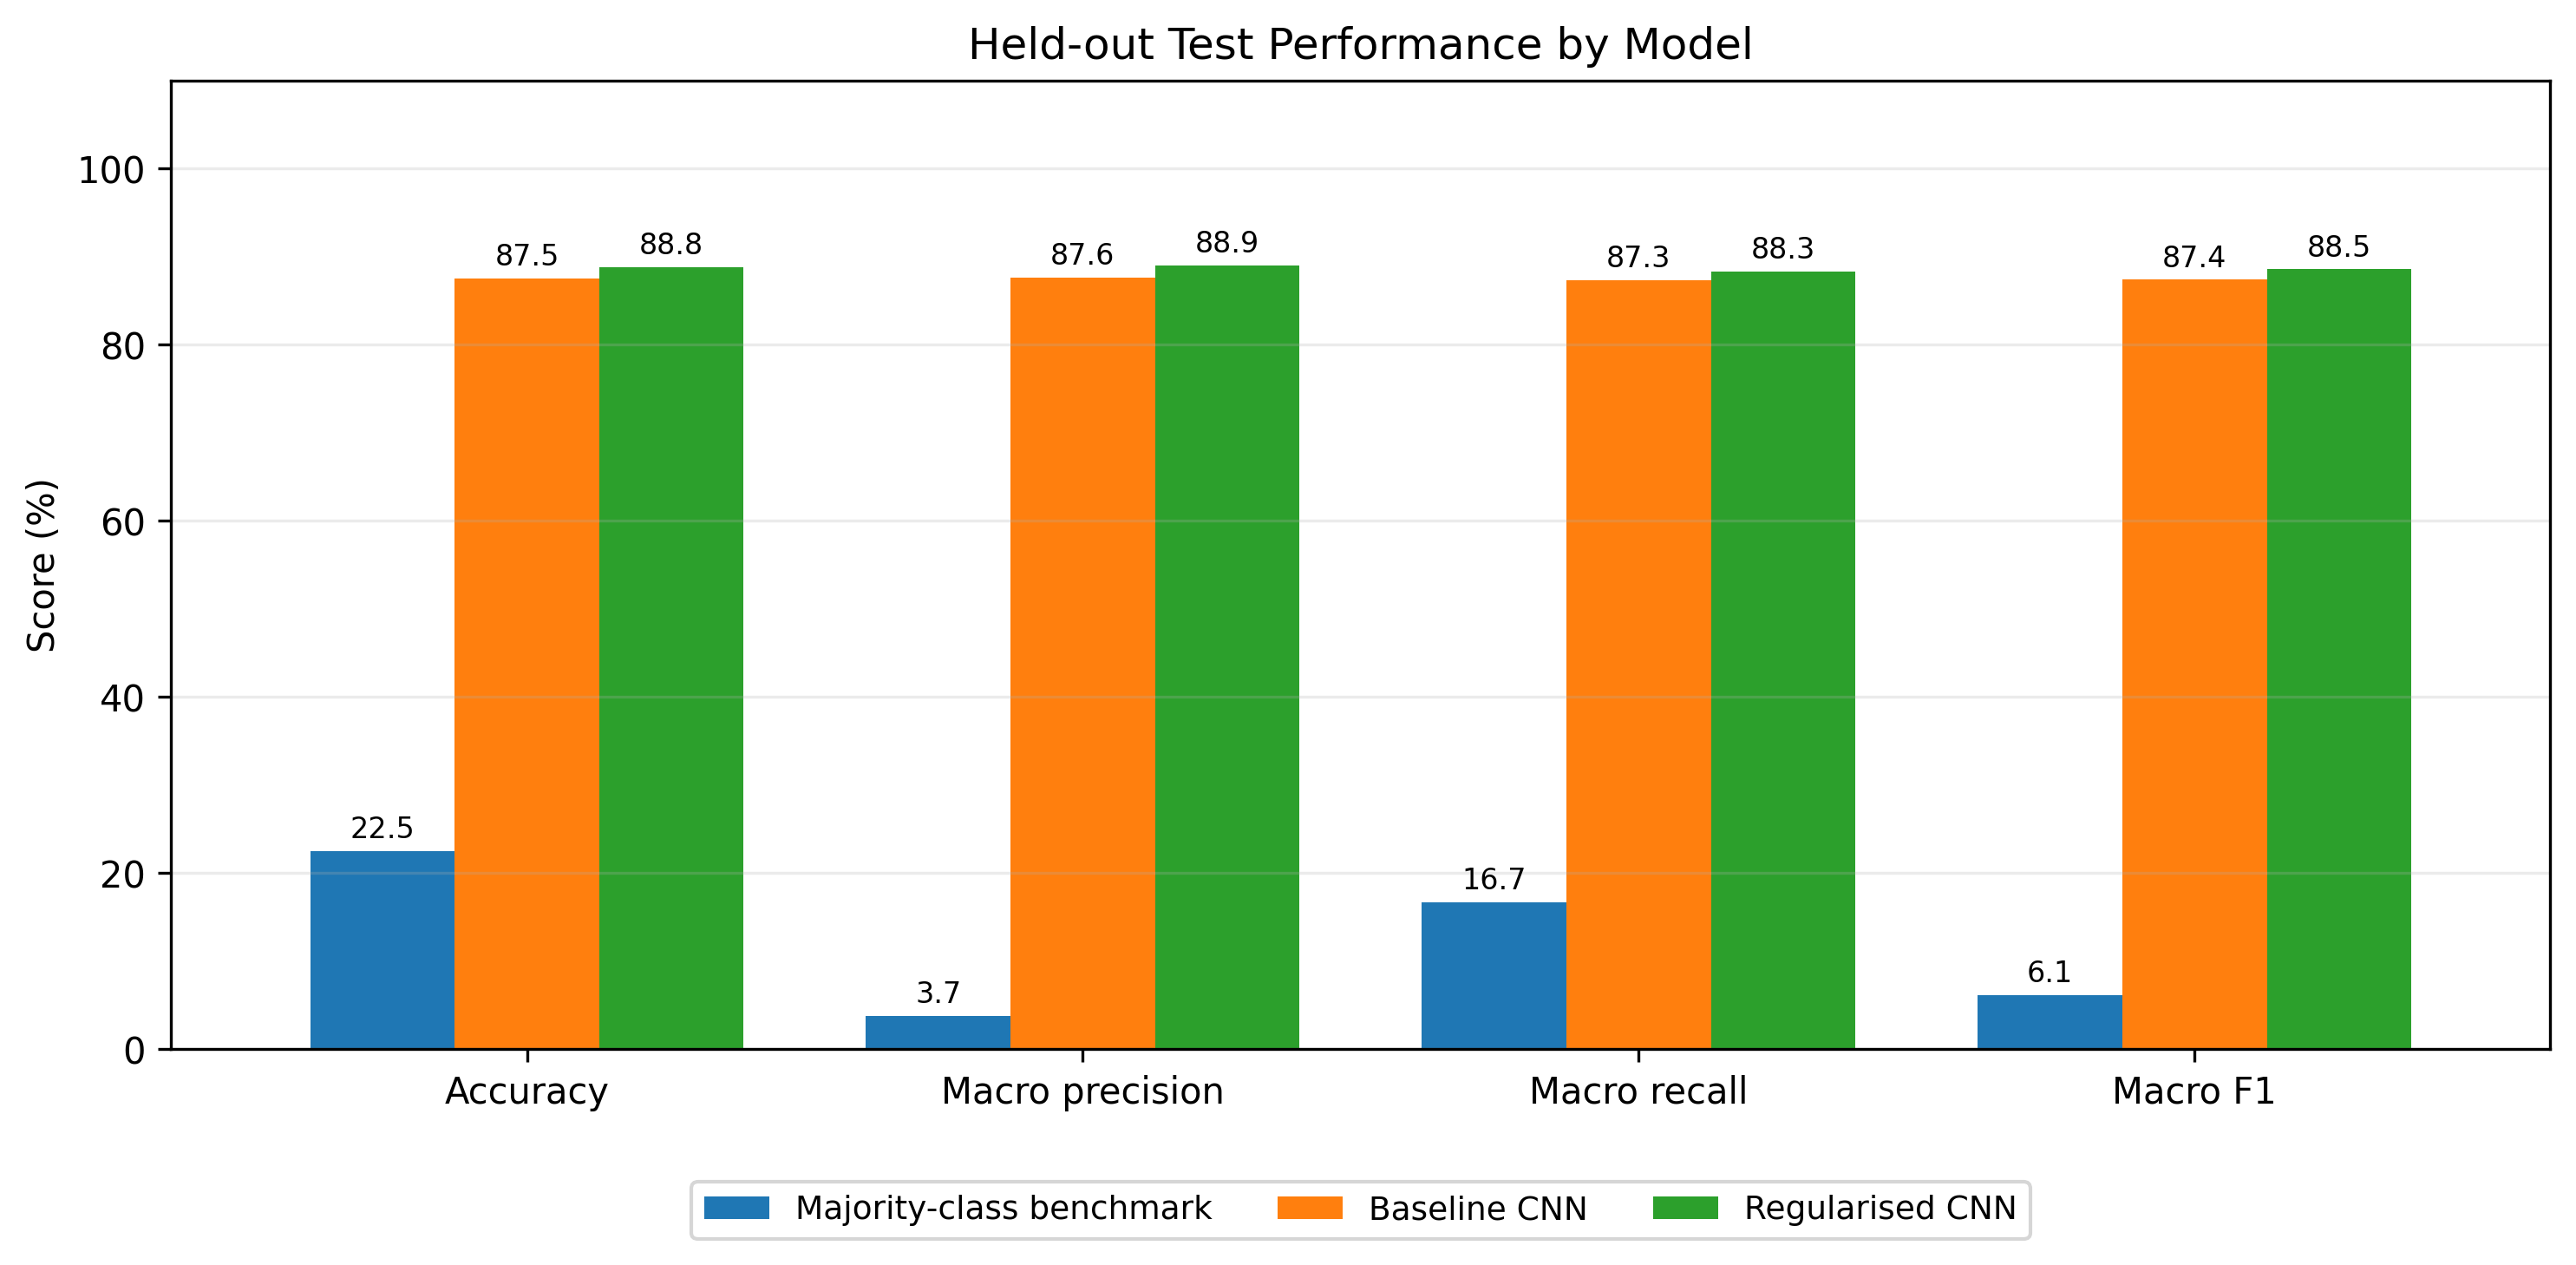 Held-out Test Performance by Model
Score (%)
100
80
60
40
20
0
22.5
87.5
88.8
3.7
87.6
88.9
16.7
87.3
88.3
6.1
87.4
88.5
Accuracy
Macro precision
Macro recall
Macro F1
Majority-class benchmark
Baseline CNN
Regularised CNN